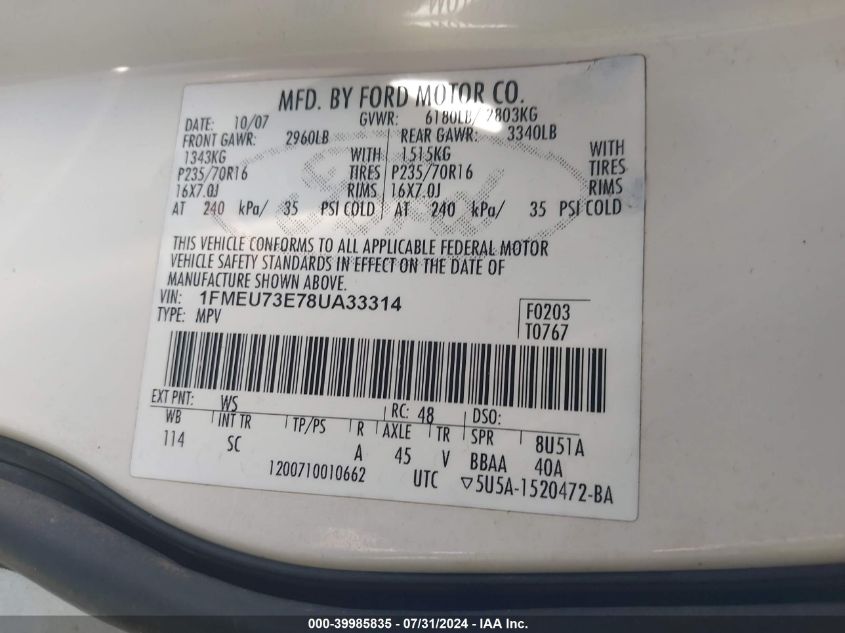 MFD. BY FORD MOTOR CO.
DATE: 10/07 GVWR: 6180LB/ 2803KG
FRONT GAWR: 2960LB REAR GAWR: 3340LB
1343KG WITH 1515KG WITH
P235/70R16 TIRES P235/70R16 TIRES
16X7.0J RIMS 16X7.0J RIMS
AT 240 kPa/ 35 PSI COLD AT 240 kPa/ 35 PSI COLD
Ford
THIS VEHICLE CONFORMS TO ALL APPLICABLE FEDERAL MOTOR
VEHICLE SAFETY STANDARDS IN EFFECT ON THE DATE OF
MANUFACTURE SHOWN ABOVE.
VIN: 1FMEU73E78UA33314
TYPE: MPV
F0203
T0767
EXT PNT: WS RC: 48 DSO:
WB INT TR TP/PS R AXLE TR SPR 8U51A
114 SC A 45 V BBAA 40A
1200710010662 UTC ▽5U5A-1520472-BA
000-39985835 - 07/31/2024 - IAA Inc.